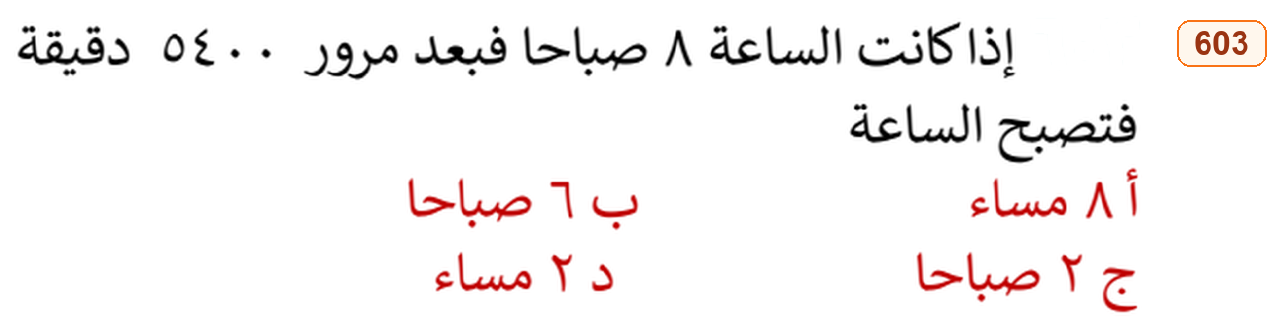 603
إذا كانت الساعة ٨ صباحا فبعد مرور ٥٤٠٠ دقيقة
فتصبح الساعة
أ ٨ مساء ب ٦ صباحا
ج ٢ صباحا د ٢ مساء